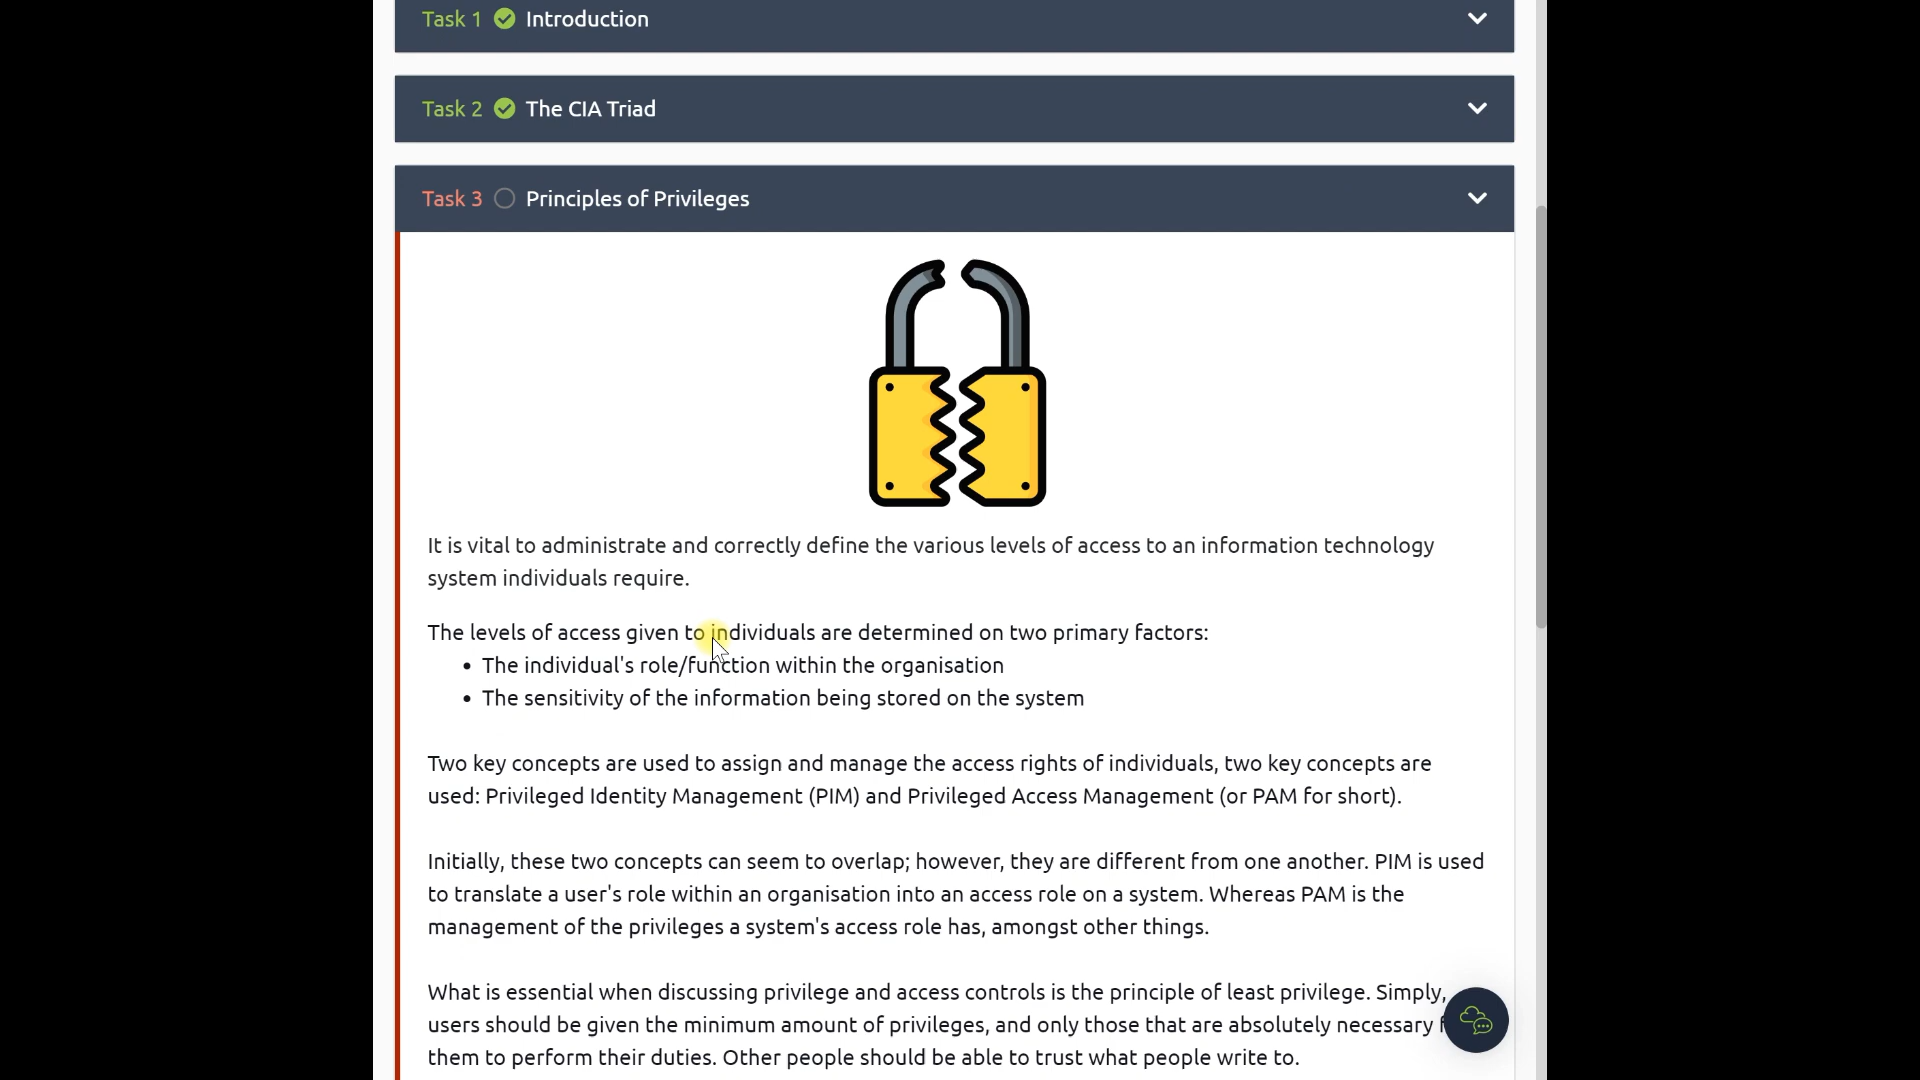 Task 1 Introduction
Task 2 The CIA Triad
Task 3 Principles of Privileges
It is vital to administrate and correctly define the various levels of access to an information technology
system individuals require.
The levels of access given to individuals are determined on two primary factors:
• The individual's role/function within the organisation
• The sensitivity of the information being stored on the system
Two key concepts are used to assign and manage the access rights of individuals, two key concepts are
used: Privileged Identity Management (PIM) and Privileged Access Management (or PAM for short).
Initially, these two concepts can seem to overlap; however, they are different from one another. PIM is used
to translate a user's role within an organisation into an access role on a system. Whereas PAM is the
management of the privileges a system's access role has, amongst other things.
What is essential when discussing privilege and access controls is the principle of least privilege. Simply,
users should be given the minimum amount of privileges, and only those that are absolutely necessary
them to perform their duties. Other people should be able to trust what people write to.